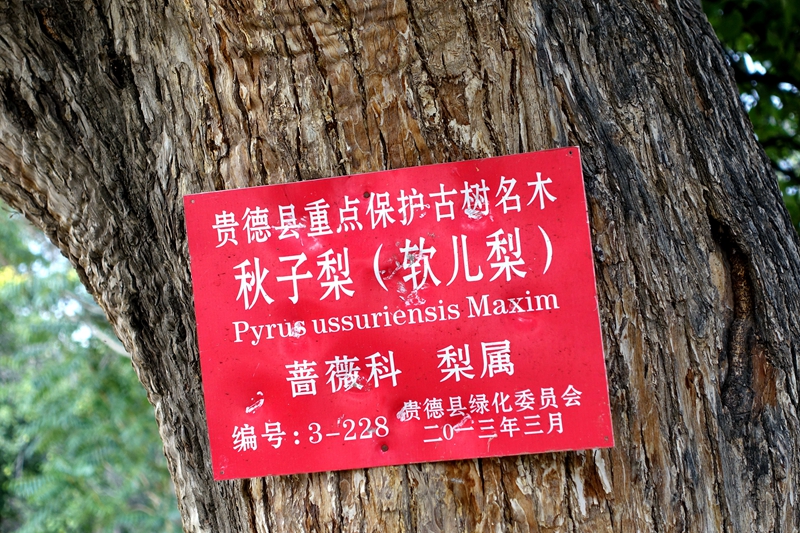 贵德县重点保护古树名木
秋子梨（软儿梨）
Pyrus ussuriensis Maxim
蔷薇科 梨属
编号:3-228
贵德县绿化委员会
二0一三年三月